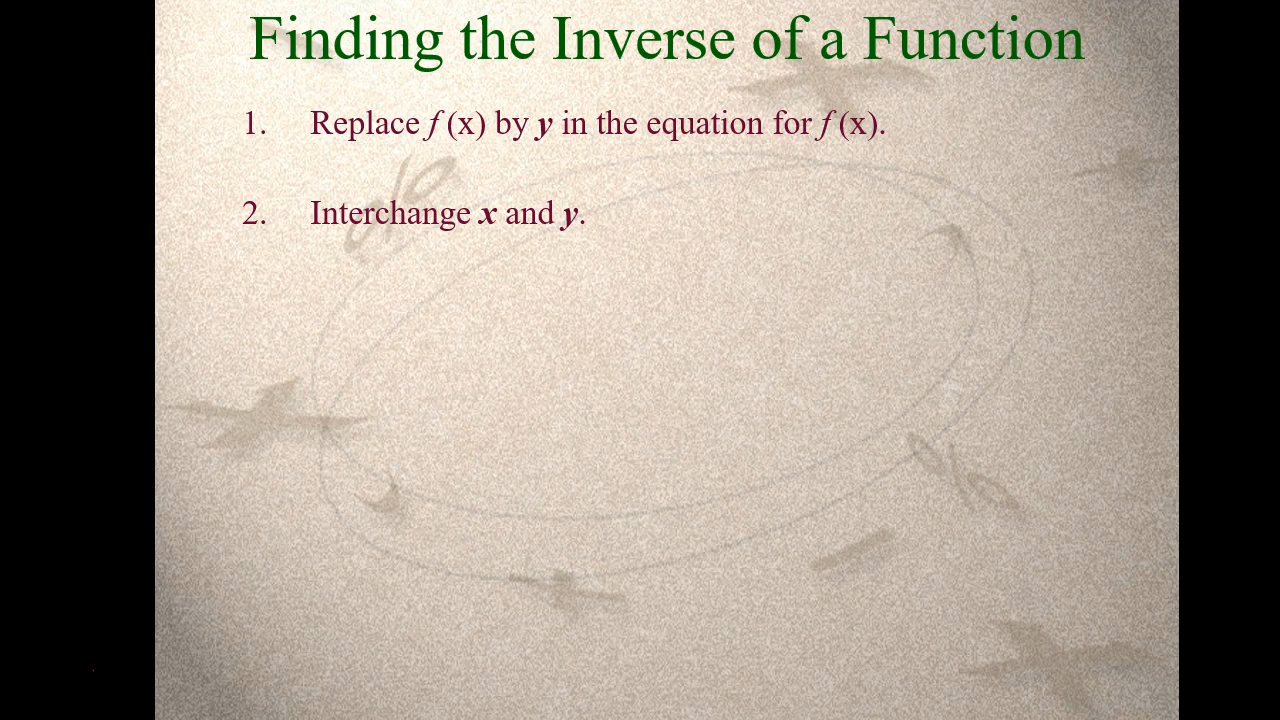 Finding the Inverse of a Function
1. Replace f (x) by y in the equation for f (x).
2. Interchange x and y.